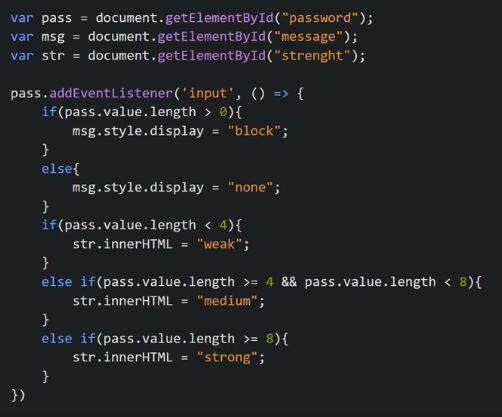 var pass = document.getElementById("password");
var msg = document.getElementById("message");
var str = document.getElementById("strenght");

pass.addEventListener('input', () => {
    if(pass.value.length > 0){
        msg.style.display = "block";
    }
    else{
        msg.style.display = "none";
    }
    if(pass.value.length < 4){
        str.innerHTML = "weak";
    }
    else if(pass.value.length >= 4 && pass.value.length < 8){
        str.innerHTML = "medium";
    }
    else if(pass.value.length >= 8){
        str.innerHTML = "strong";
    }
})